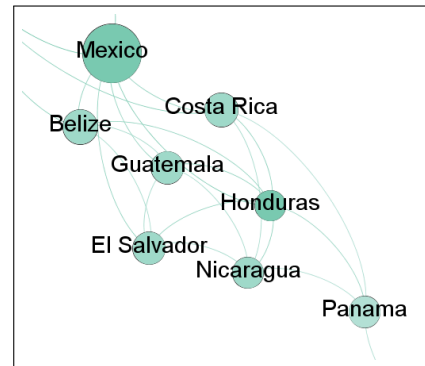 Mexico
Costa Rica
Belize
Guatemala
Honduras
El Salvador
Nicaragua
Panama